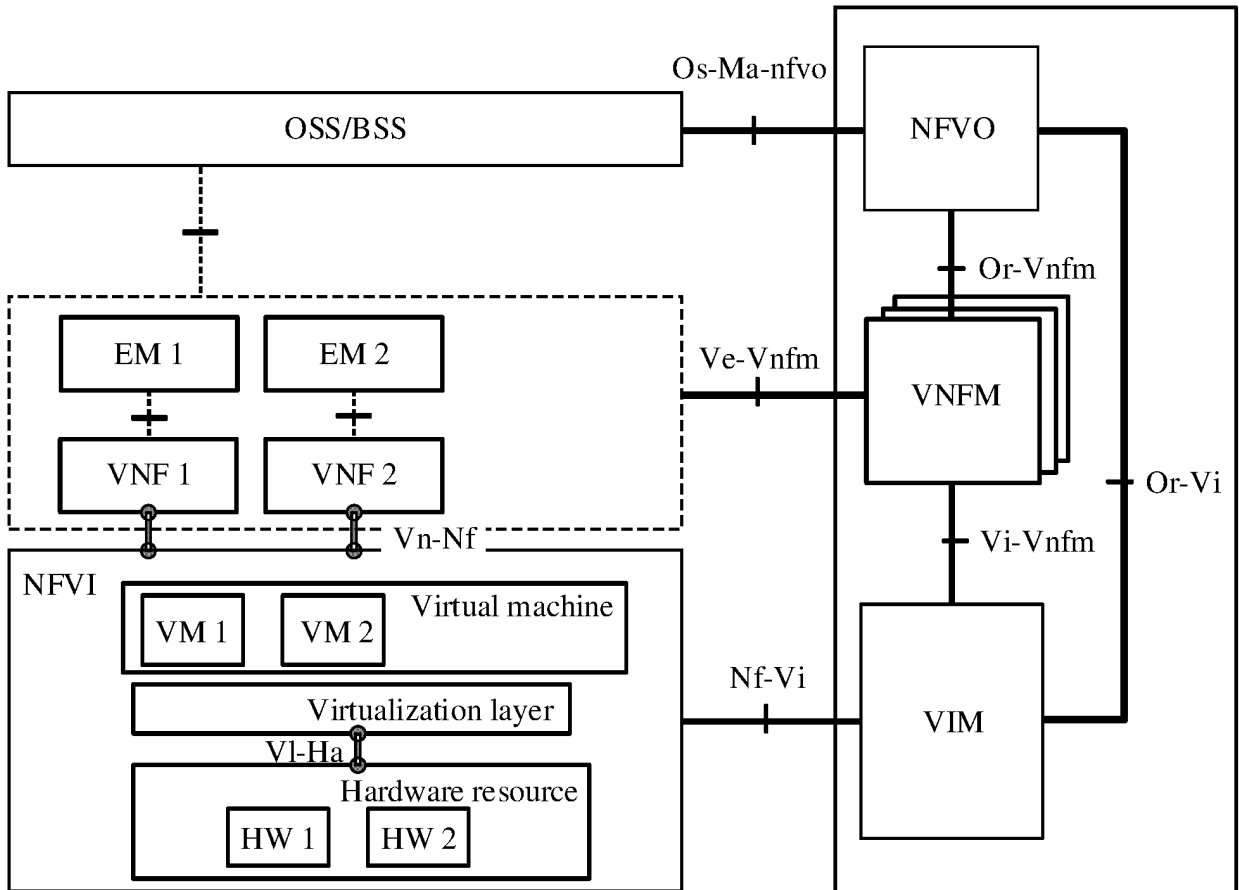 Os-Ma-nfvo
OSS/BSS
NFVO
Or-Vnfm
EM 1
EM 2
Ve-Vnfm
VNFM
VNF 1
VNF 2
Or-Vi
Vn-Nf
Vi-Vnfm
NFVI
Virtual machine
VM 1
VM 2
Nf-Vi
Virtualization layer
VIM
Vl-Ha
Hardware resource
HW 1
HW 2